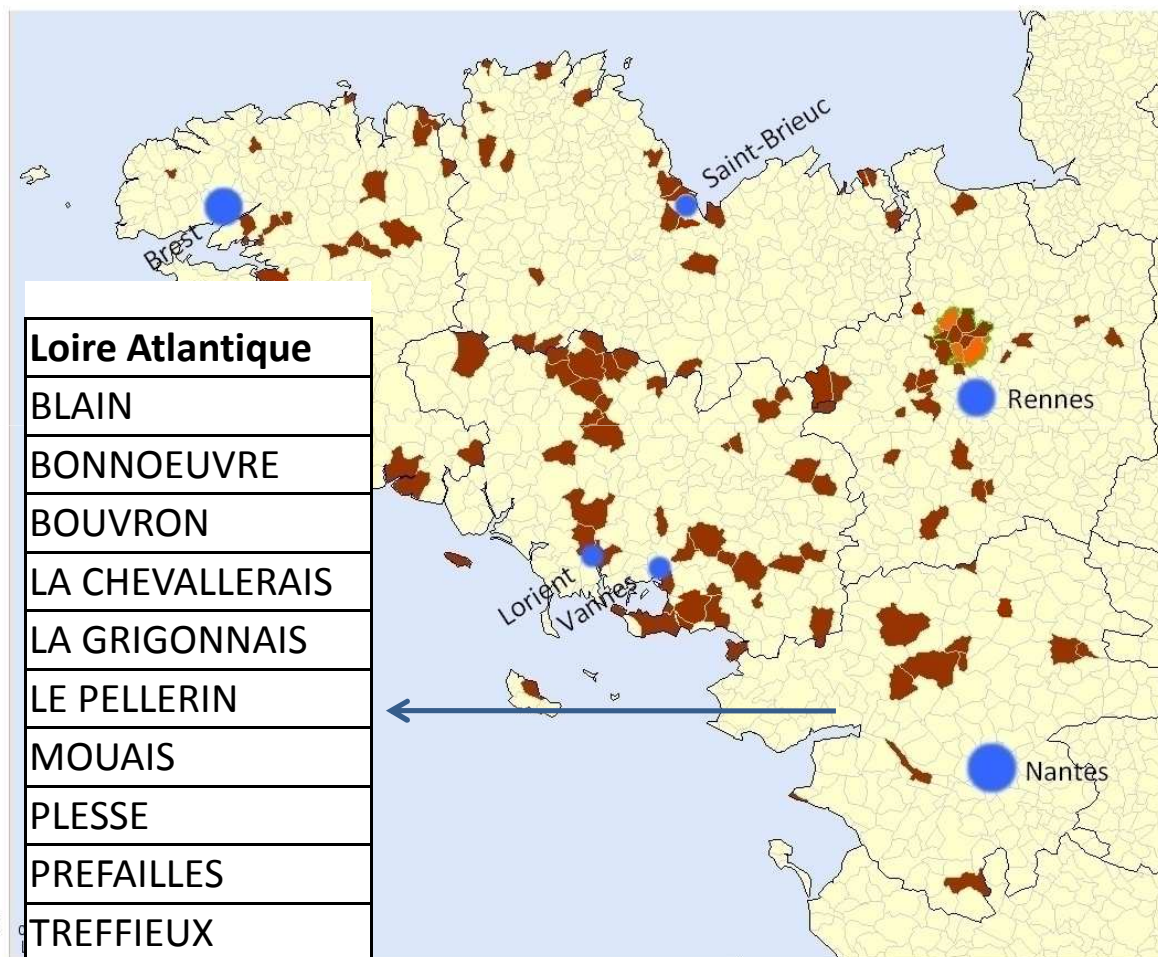 Saint-Brieuc
Brest
Loire Atlantique
BLAIN
BONNOEUVRE
BOUVRON
LA CHEVALLERAIS
LA GRIGONNAIS
LE PELLERIN
MOUAIS
PLESSE
PREFAILLES
TREFFIEUX
Rennes
Lorient
Vannes
Nantes